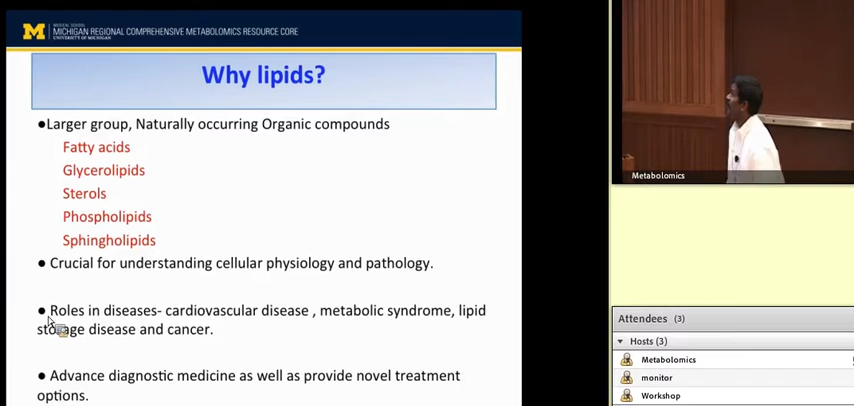 M
MEDICAL SCHOOL
MICHIGAN REGIONAL COMPREHENSIVE METABOLOMICS RESOURCE CORE
UNIVERSITY OF MICHIGAN
Why lipids?
●Larger group, Naturally occurring Organic compounds
Fatty acids
Glycerolipids
Sterols
Phospholipids
Sphingholipids
● Crucial for understanding cellular physiology and pathology.
● Roles in diseases- cardiovascular disease , metabolic syndrome, lipid
storage disease and cancer.
● Advance diagnostic medicine as well as provide novel treatment
options.
Metabolomics
Attendees (3)
Hosts (3)
Metabolomics
monitor
Workshop